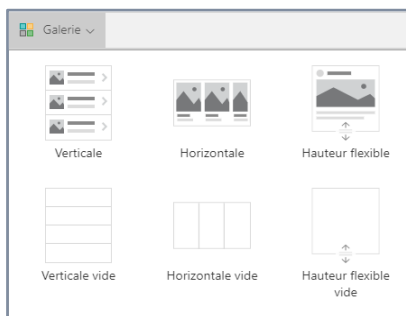 Galerie
Verticale
Horizontale
Hauteur flexible
Verticale vide
Horizontale vide
Hauteur flexible
vide